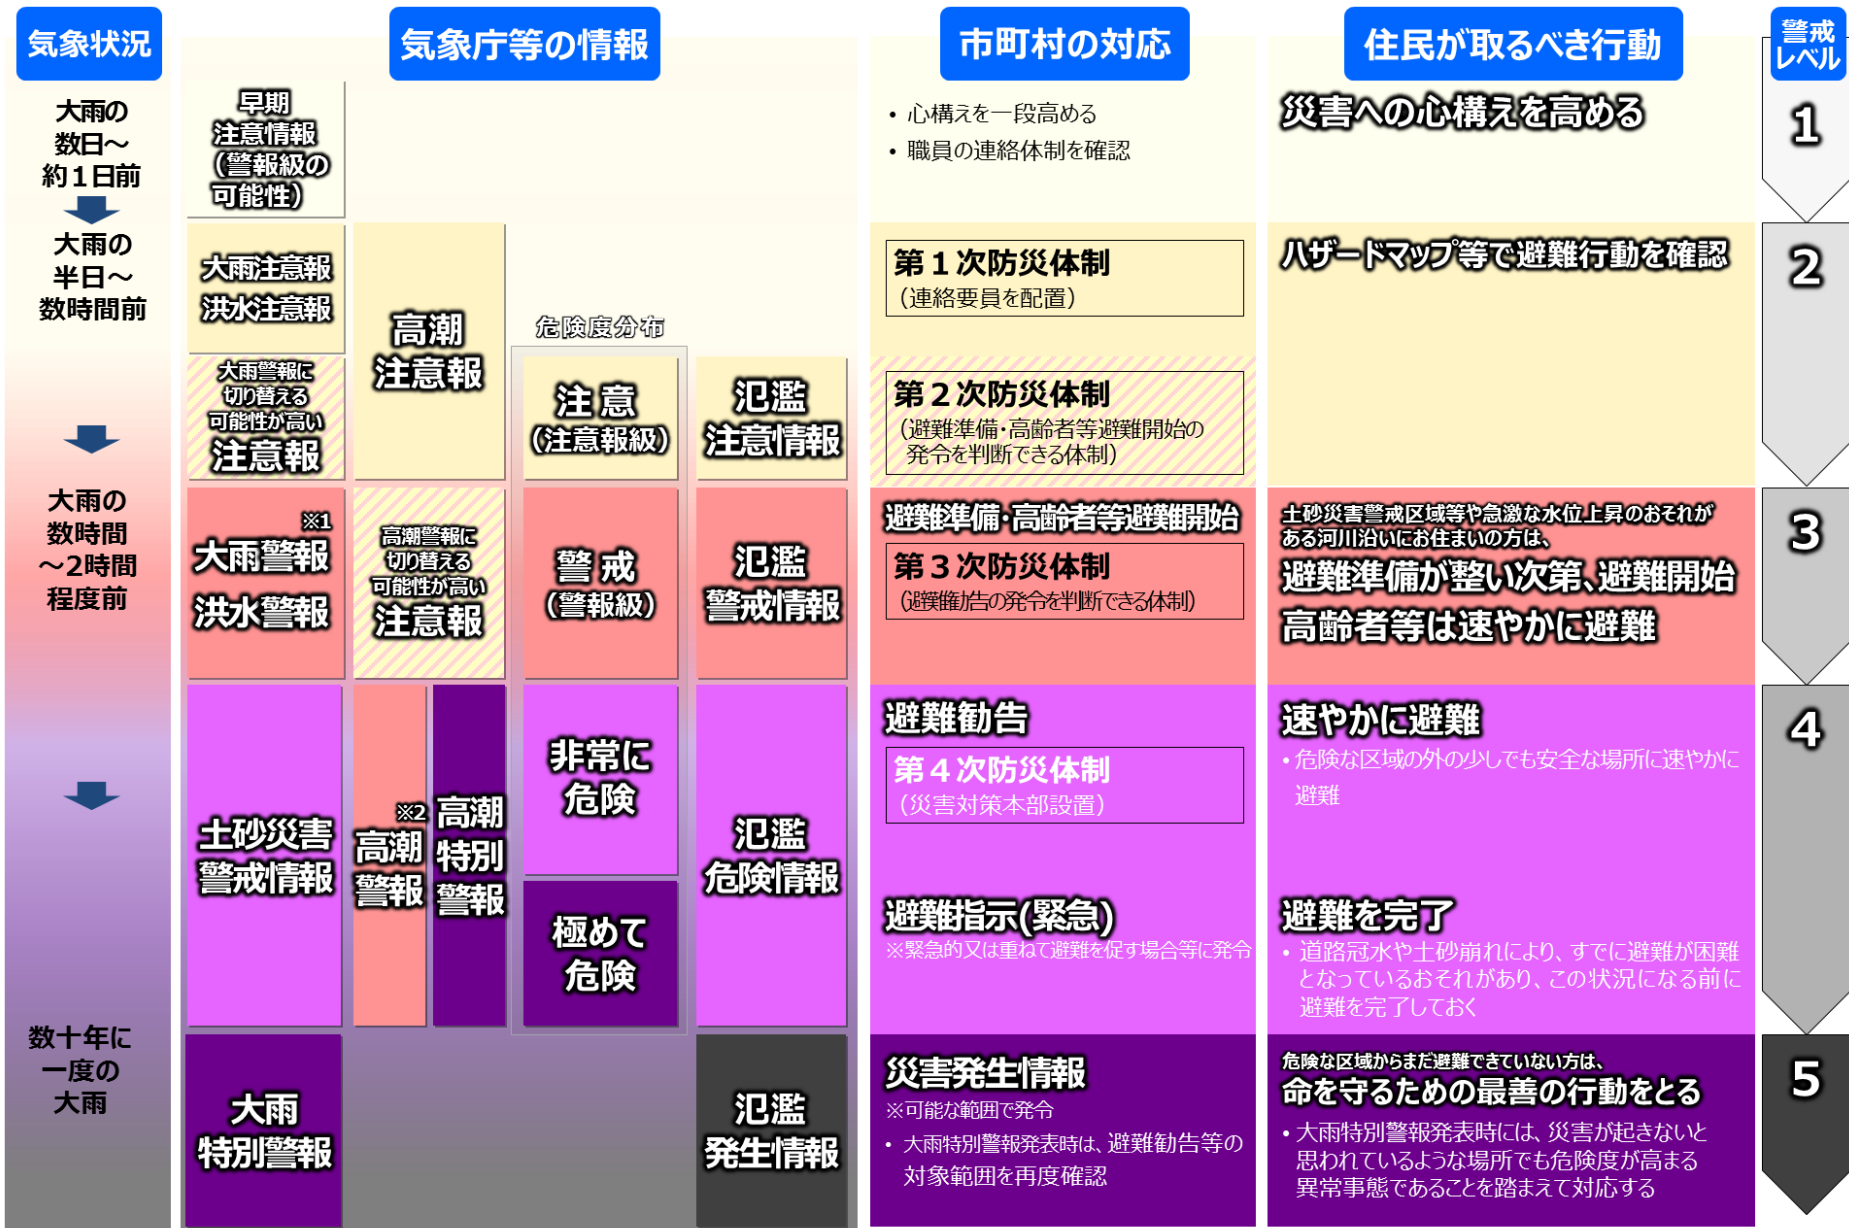 気象状況
気象庁等の情報
市町村の対応
住民が取るべき行動
警戒
レベル
大雨の
数日～
約１日前
早期
注意情報
（警報級の
可能性）
• 心構えを一段高める
• 職員の連絡体制を確認
災害への心構えを高める
1
大雨の
半日～
数時間前
大雨注意報
洪水注意報
高潮
注意報
危険度分布
第１次防災体制
（連絡要員を配置）
ハザードマップ等で避難行動を確認
2
大雨警報に
切り替える
可能性が高い
注意報
注 意
（注意報級）
氾濫
注意情報
第２次防災体制
（避難準備・高齢者等避難開始の
発令を判断できる体制）
大雨の
数時間
～2時間
程度前
※1
大雨警報
洪水警報
高潮警報に
切り替える
可能性が高い
注意報
警 戒
（警報級）
氾濫
警戒情報
避難準備・高齢者等避難開始
第３次防災体制
（避難勧告の発令を判断できる体制）
土砂災害警戒区域等や急激な水位上昇のおそれが
ある河川沿いにお住まいの方は、
避難準備が整い次第、避難開始
高齢者等は速やかに避難
3
土砂災害
警戒情報
※2
高潮
警報
高潮
特別
警報
非常に
危険
極めて
危険
氾濫
危険情報
避難勧告
第４次防災体制
（災害対策本部設置）
避難指示(緊急)
※緊急的又は重ねて避難を促す場合等に発令
速やかに避難
• 危険な区域の外の少しでも安全な場所に速やかに
避難
避難を完了
• 道路冠水や土砂崩れにより、すでに避難が困難
となっているおそれがあり、この状況になる前に
避難を完了しておく
4
数十年に
一度の
大雨
大雨
特別警報
氾濫
発生情報
災害発生情報
※可能な範囲で発令
• 大雨特別警報発表時は、避難勧告等の
対象範囲を再度確認
危険な区域からまだ避難できていない方は、
命を守るための最善の行動をとる
• 大雨特別警報発表時には、災害が起きないと
思われているような場所でも危険度が高まる
異常事態であることを踏まえて対応する
5